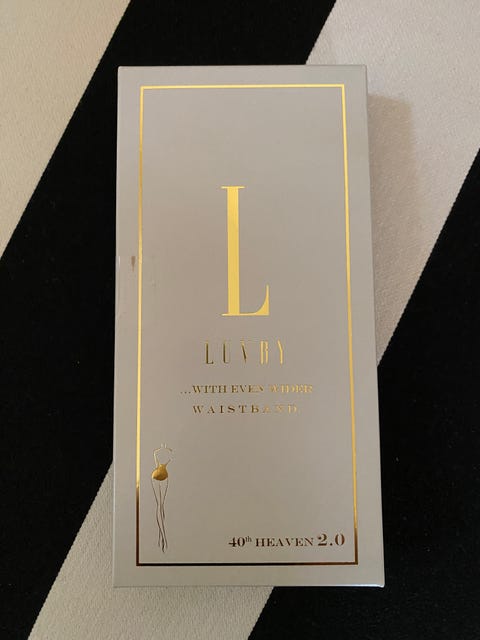 L
LUVBY
...WITH EVEN WIDER
WAISTBAND
40th HEAVEN 2.0